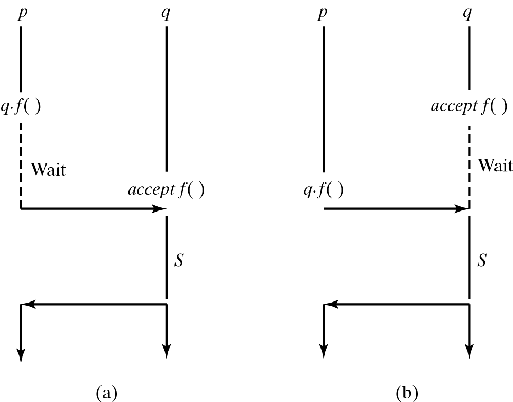 p q p q
q·f( ) accept f( )
Wait Wait
accept f( ) q·f( )
S S
(a) (b)